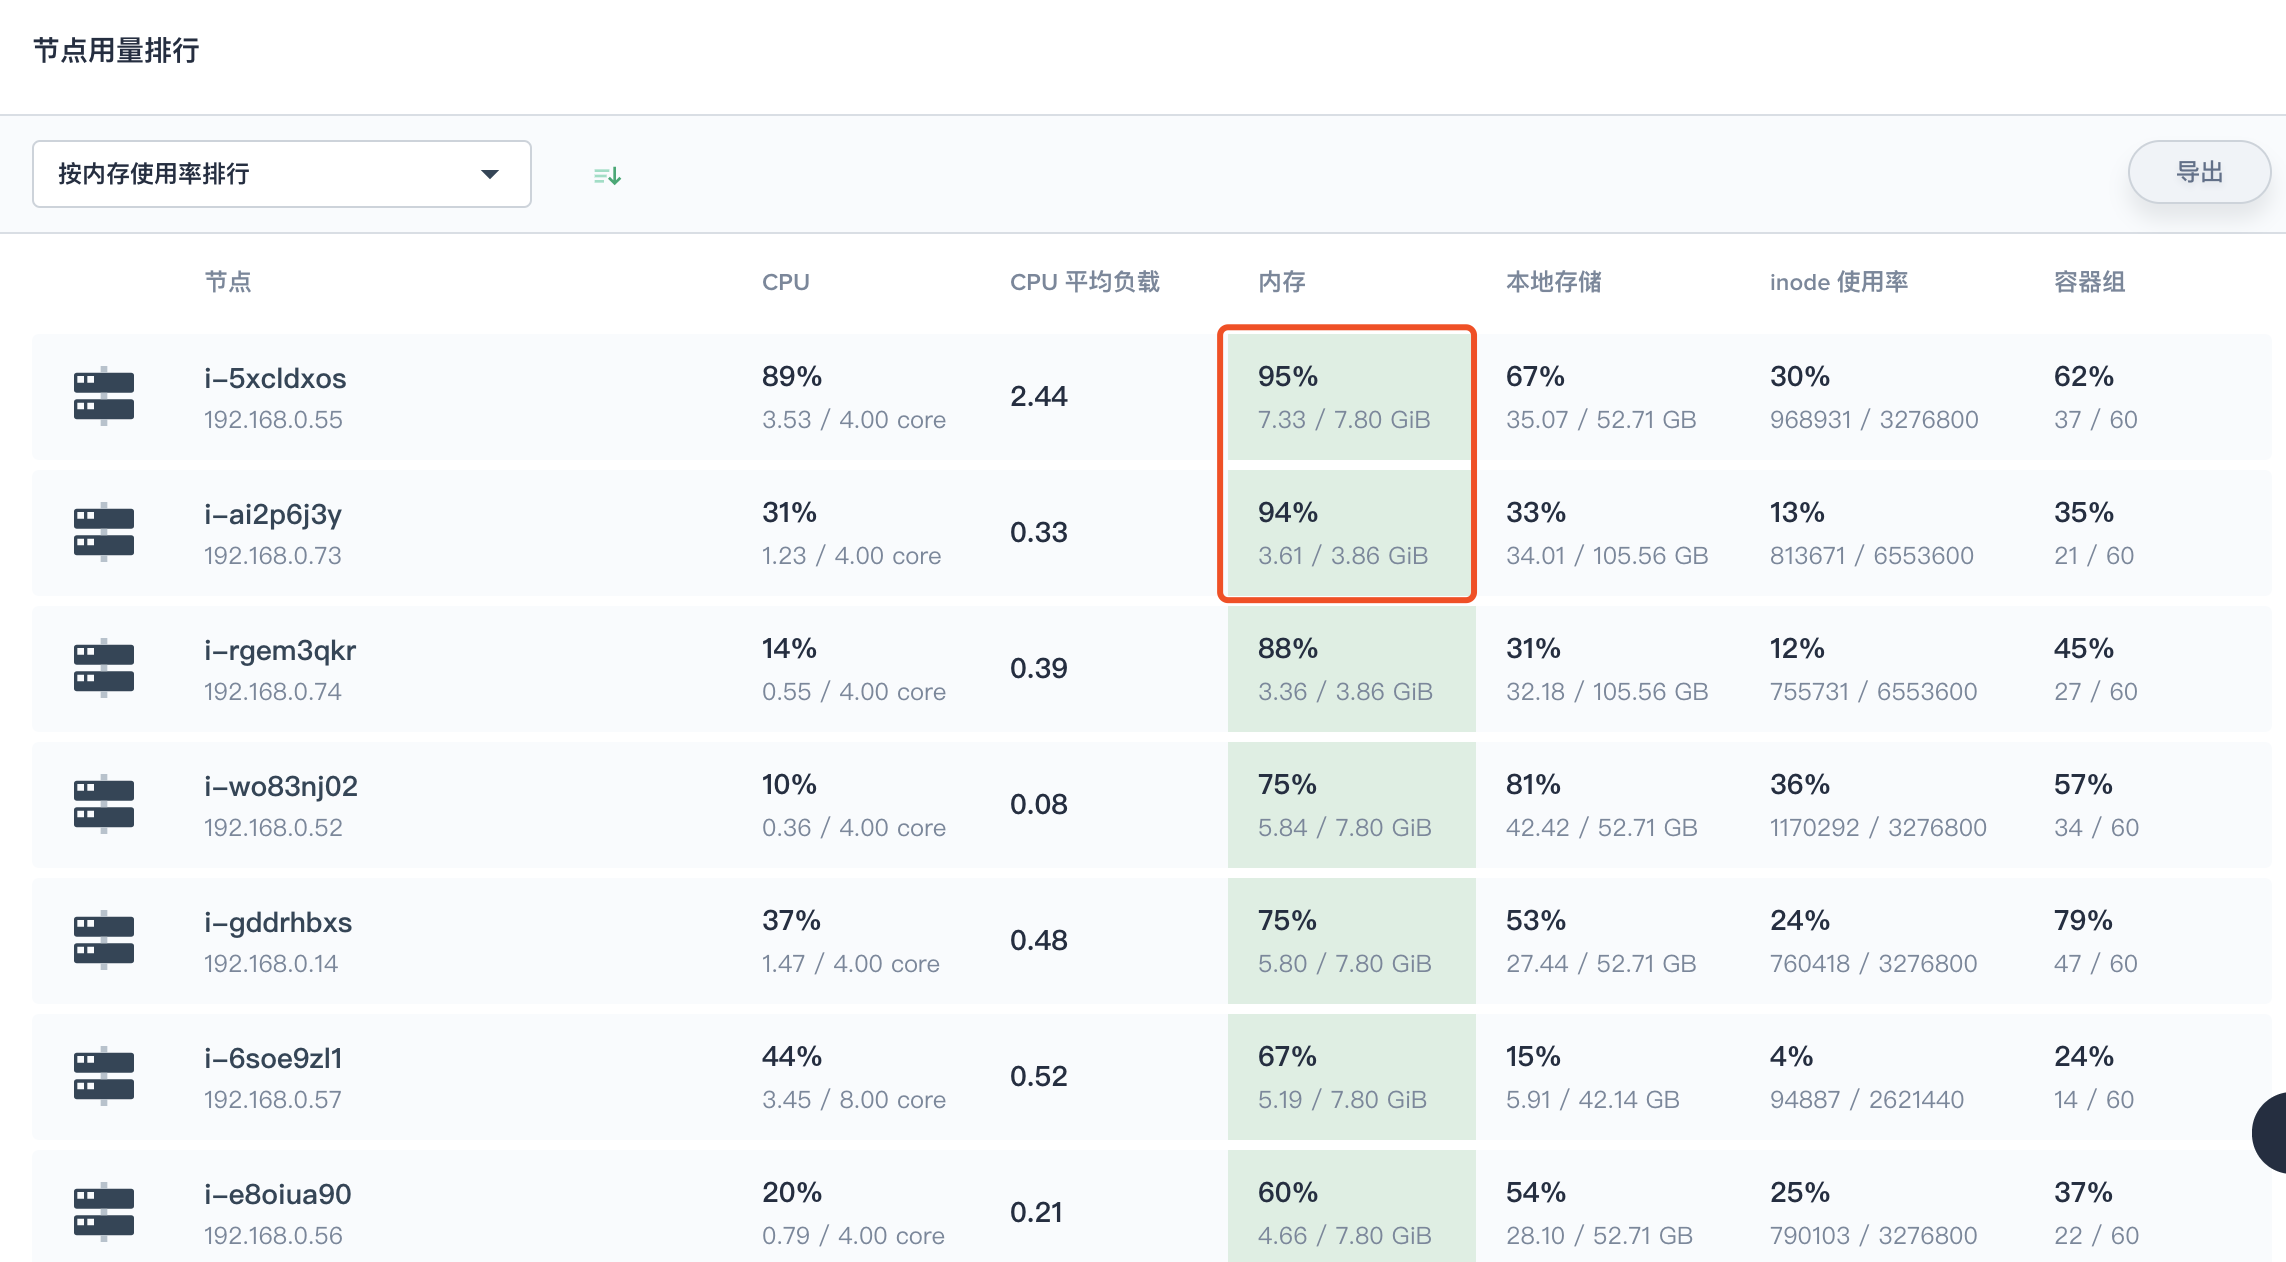 节点用量排行
按内存使用率排行
导出
节点 CPU CPU 平均负载 内存 本地存储 inode 使用率 容器组
i-5xcldxos 89% 2.44 95% 67% 30% 62%
192.168.0.55 3.53 / 4.00 core 7.33 / 7.80 GiB 35.07 / 52.71 GB 968931 / 3276800 37 / 60
i-ai2p6j3y 31% 0.33 94% 33% 13% 35%
192.168.0.73 1.23 / 4.00 core 3.61 / 3.86 GiB 34.01 / 105.56 GB 813671 / 6553600 21 / 60
i-rgem3qkr 14% 0.39 88% 31% 12% 45%
192.168.0.74 0.55 / 4.00 core 3.36 / 3.86 GiB 32.18 / 105.56 GB 755731 / 6553600 27 / 60
i-wo83nj02 10% 0.08 75% 81% 36% 57%
192.168.0.52 0.36 / 4.00 core 5.84 / 7.80 GiB 42.42 / 52.71 GB 1170292 / 3276800 34 / 60
i-gddrhbxs 37% 0.48 75% 53% 24% 79%
192.168.0.14 1.47 / 4.00 core 5.80 / 7.80 GiB 27.44 / 52.71 GB 760418 / 3276800 47 / 60
i-6soe9zl1 44% 0.52 67% 15% 4% 24%
192.168.0.57 3.45 / 8.00 core 5.19 / 7.80 GiB 5.91 / 42.14 GB 94887 / 2621440 14 / 60
i-e8oiua90 20% 0.21 60% 54% 25% 37%
192.168.0.56 0.79 / 4.00 core 4.66 / 7.80 GiB 28.10 / 52.71 GB 790103 / 3276800 22 / 60